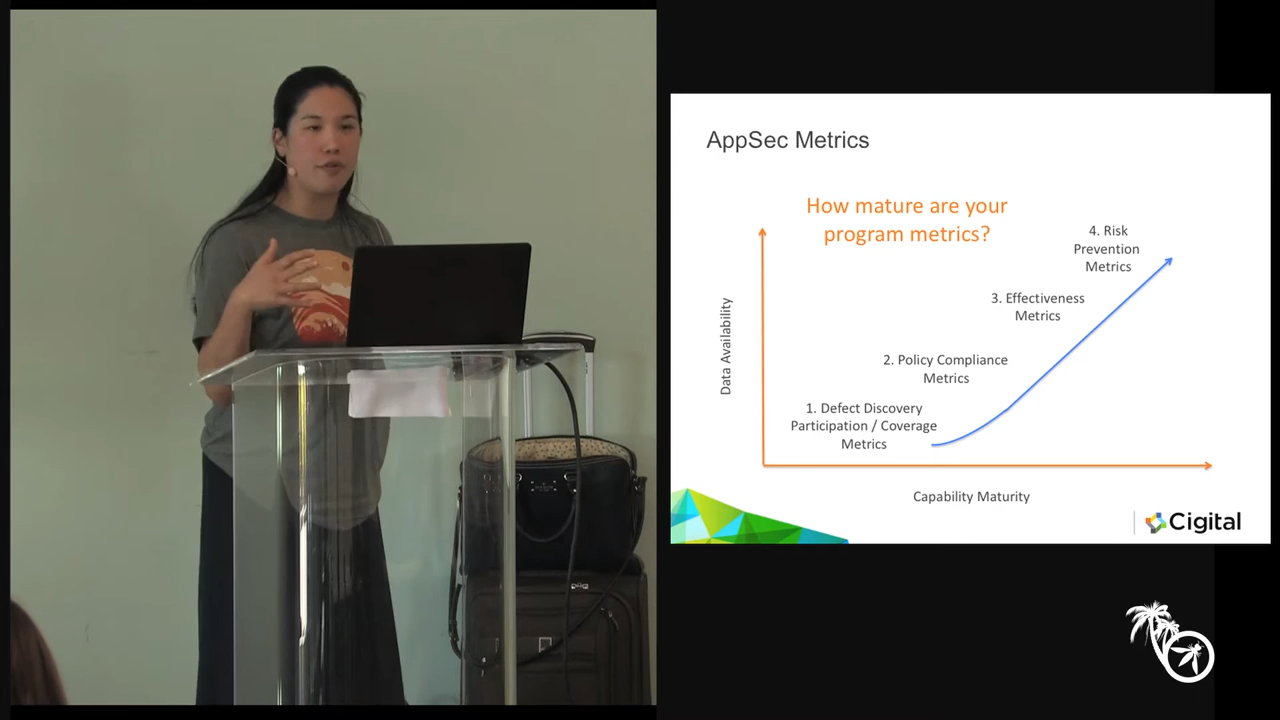 AppSec Metrics
How mature are your
program metrics?
4. Risk
Prevention
Metrics
3. Effectiveness
Metrics
2. Policy Compliance
Metrics
1. Defect Discovery
Participation / Coverage
Metrics
Data Availability
Capability Maturity
Cigital